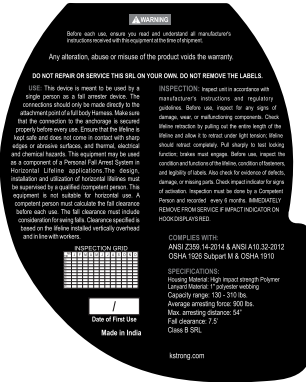 WARNING
Before each use, ensure you read and understand all manufacturer's
instructions received with this equipment at the time of shipment.
Any alteration, abuse or misuse of the product voids the warranty.
DO NOT REPAIR OR SERVICE THIS SRL ON YOUR OWN. DO NOT REMOVE THE LABELS.
USE: This device is meant to be used by a
single person as a fall arrester device. The
connections should only be made directly to the
attachment point of a full body Harness. Make sure
that the connection to the anchorage is secured
properly before every use. Ensure that the lifeline is
kept safe and does not come in contact with sharp
edges or abrasive surfaces, and thermal, electrical
and chemical hazards. This equipment may be used
as a component of a Personal Fall Arrest System in
Horizontal Lifeline applications.The design,
installation and utilization of horizontal lifelines must
be supervised by a qualified /competent person. This
equipment is not suitable for horizontal use. A
competent person must calculate the fall clearance
before each use. The fall clearance must include
consideration for swing falls. Clearance specified is
based on the lifeline installed vertically overhead
and in line with workers.
INSPECTION GRID
/
Date of First Use
Made in India
INSPECTION: Inspect unit in accordance with
manufacturer's instructions and regulatory
guidelines. Before use, inspect for any signs of
damage, wear, or malfunctioning components. Check
lifeline retraction by pulling out the entire length of the
lifeline and allow it to retract under light tension; lifeline
should retract completely. Pull sharply to test locking
function; brakes must engage. Before use, inspect the
condition and functions of the lifeline, condition of fasteners,
and legibility of labels. Also check for evidence of defects,
damage, or missing parts. Check impact indicator for signs
of activation. Inspection must be done by a Competent
Person and recorded every 6 months. IMMEDIATELY
REMOVE FROM SERVICE IF IMPACT INDICATOR ON
HOOK DISPLAYS RED.
COMPLIES WITH:
ANSI Z359.14-2014 & ANSI A10.32-2012
OSHA 1926 Subpart M & OSHA 1910
SPECIFICATIONS:
Housing Material: High impact strength Polymer
Lanyard Material: 1" polyester webbing
Capacity range: 130 - 310 lbs.
Average arresting force: 900 lbs.
Max. arresting distance: 54"
Fall clearance: 7.5'
Class B SRL
kstrong.com